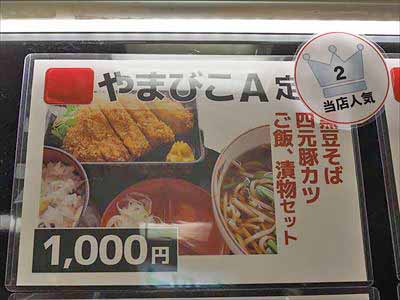 やまびこA定
2
当店人気
黒豆そば
四元豚カツ
ご飯、漬物セット
1,000円